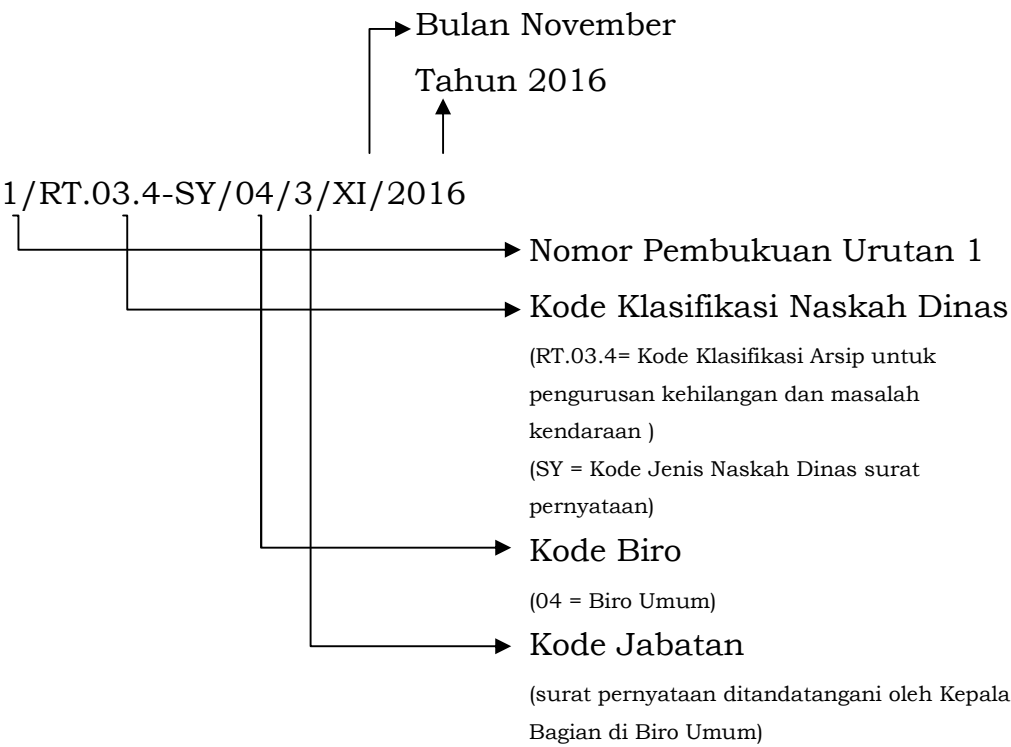 Bulan November
Tahun 2016
1/RT.03.4-SY/04/3/XI/2016
Nomor Pembukuan Urutan 1
Kode Klasifikasi Naskah Dinas
(RT.03.4= Kode Klasifikasi Arsip untuk
pengurusan kehilangan dan masalah
kendaraan )
(SY = Kode Jenis Naskah Dinas surat
pernyataan)
Kode Biro
(04 = Biro Umum)
Kode Jabatan
(surat pernyataan ditandatangani oleh Kepala
Bagian di Biro Umum)